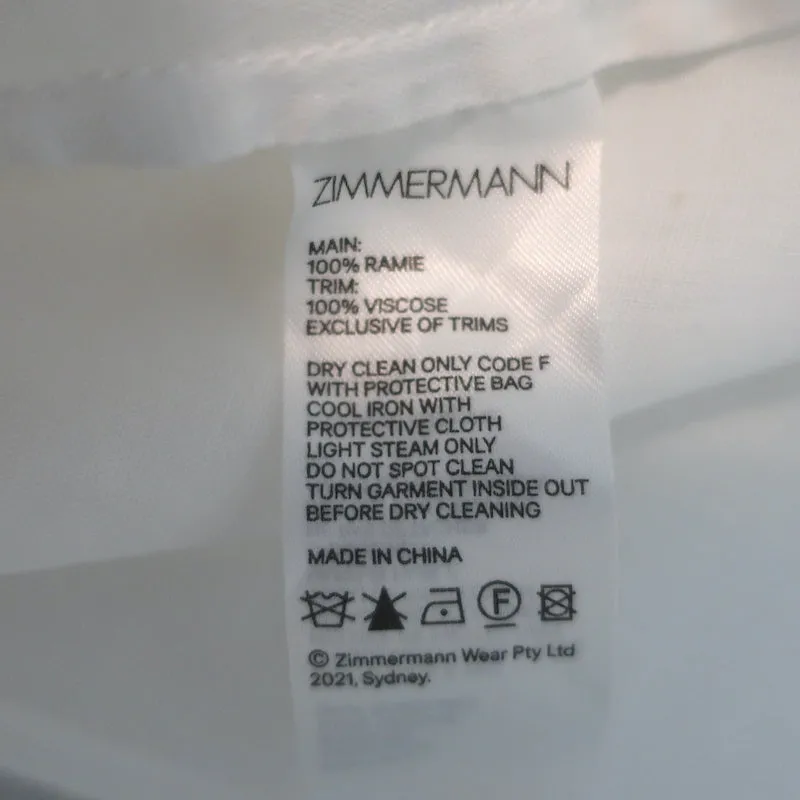 ZIMMERMANN
MAIN:
100% RAMIE
TRIM:
100% VISCOSE
EXCLUSIVE OF TRIMS
DRY CLEAN ONLY CODE F
WITH PROTECTIVE BAG
COOL IRON WITH
PROTECTIVE CLOTH
LIGHT STEAM ONLY
DO NOT SPOT CLEAN
TURN GARMENT INSIDE OUT
BEFORE DRY CLEANING
MADE IN CHINA
F
© Zimmermann Wear Pty Ltd
2021, Sydney.